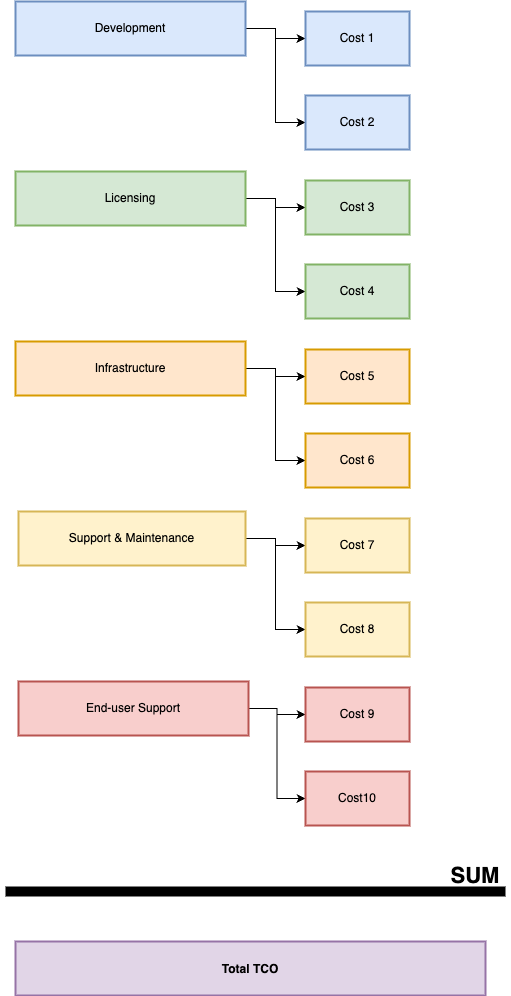 Development
Cost 1
Cost 2
Licensing
Cost 3
Cost 4
Infrastructure
Cost 5
Cost 6
Support & Maintenance
Cost 7
Cost 8
End-user Support
Cost 9
Cost10
SUM
Total TCO